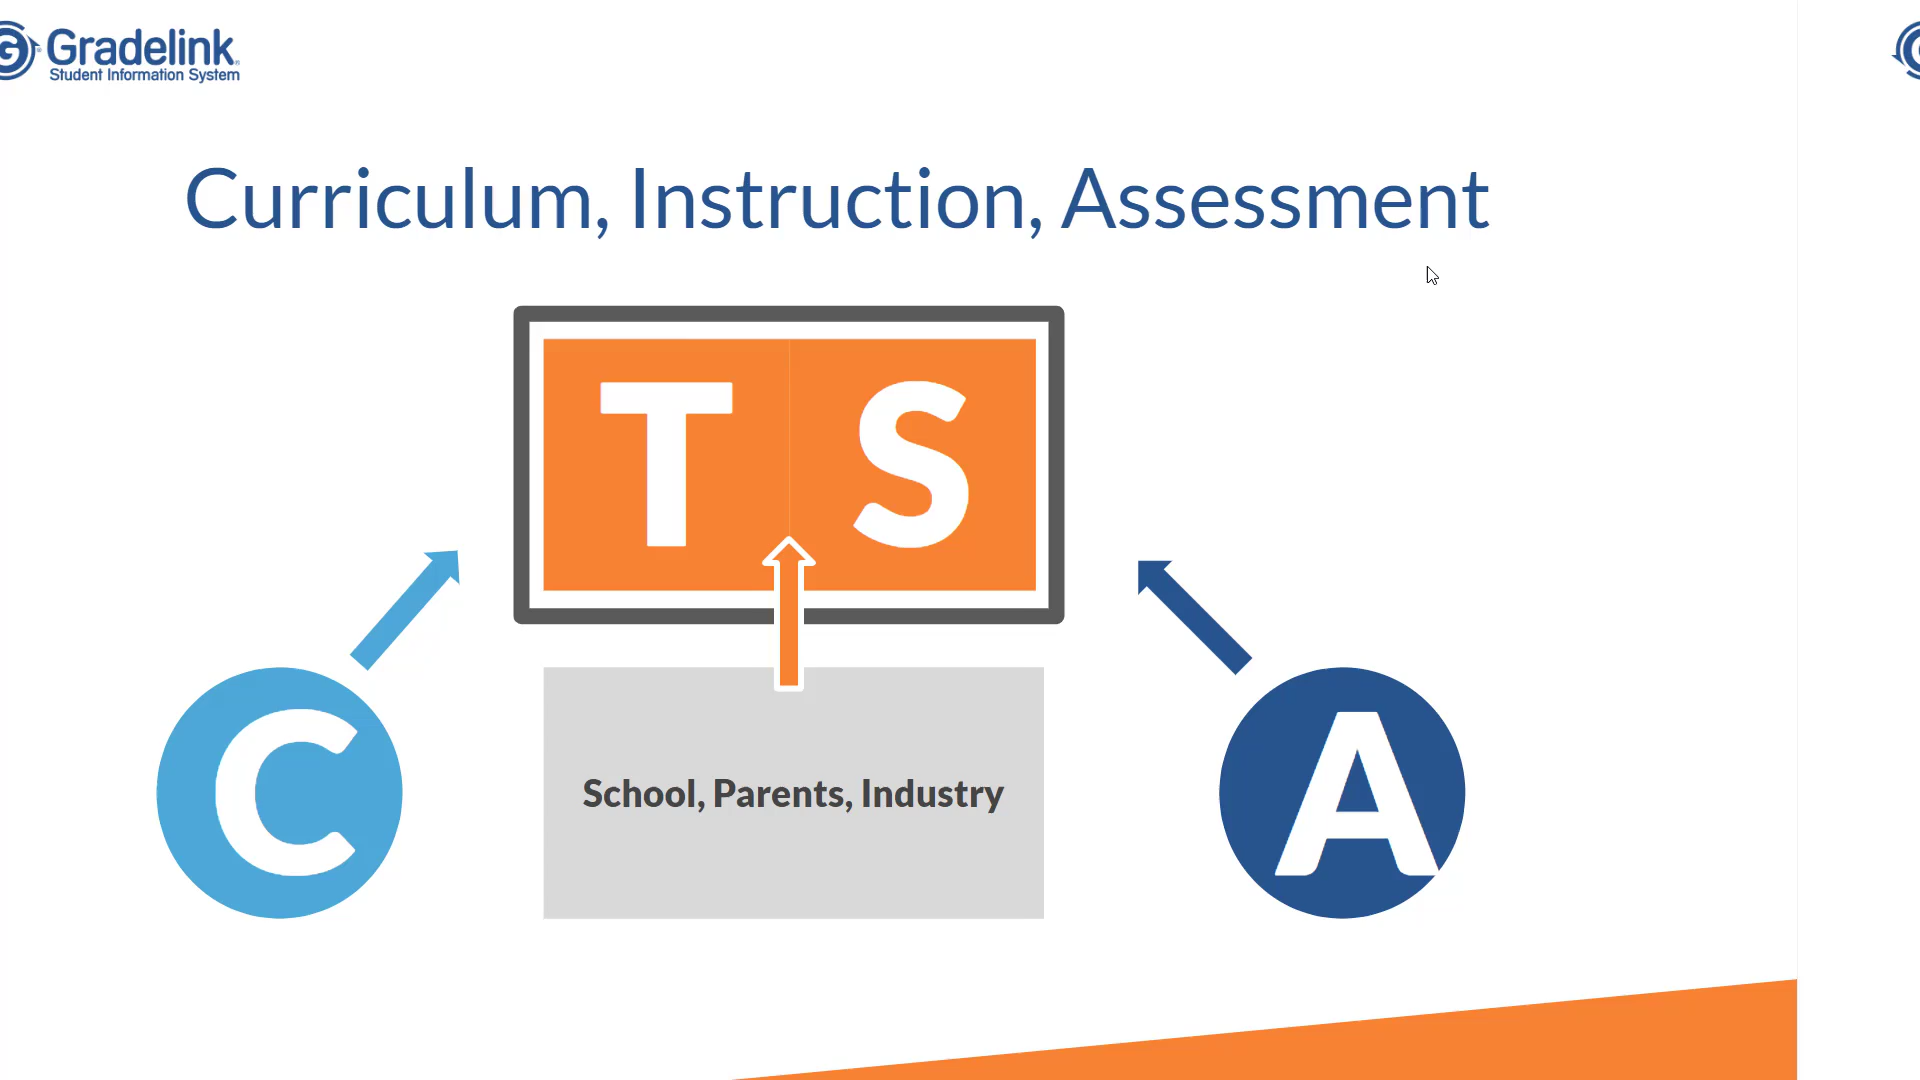 Gradelink
Student Information System
Curriculum, Instruction, Assessment
T S
C
School, Parents, Industry
A